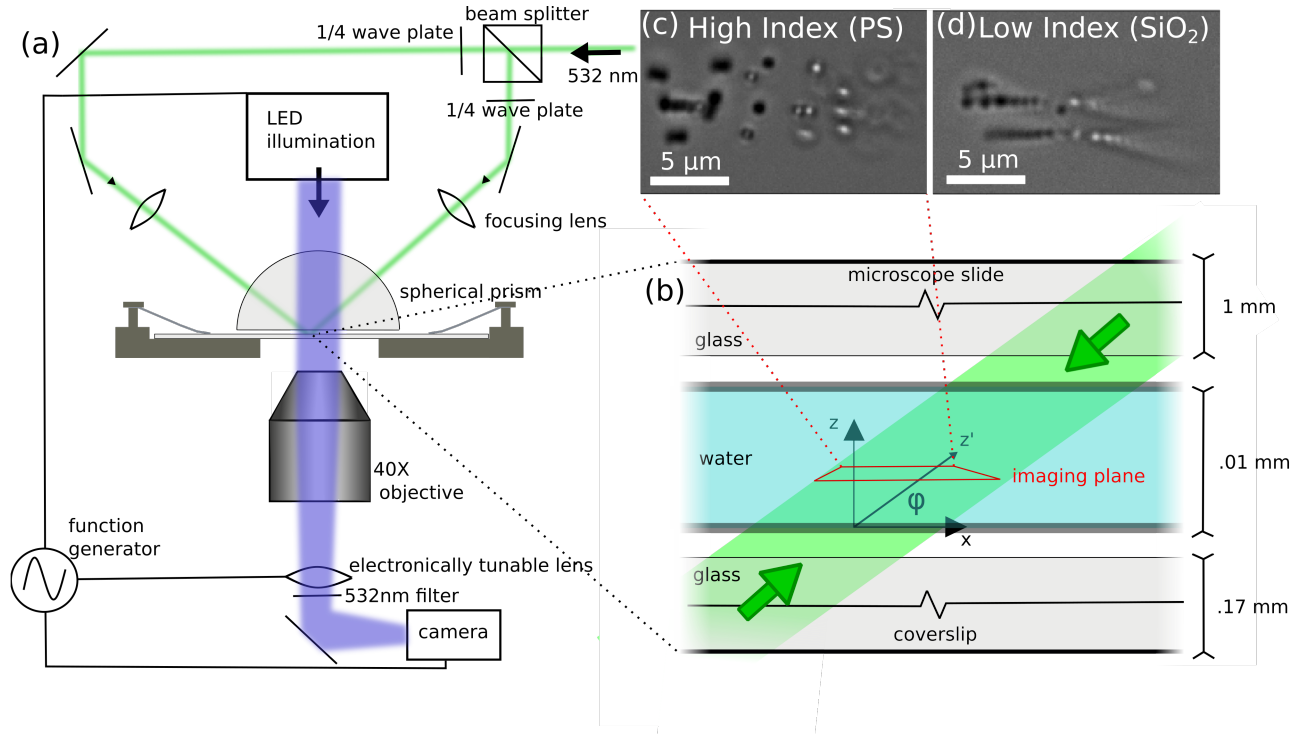 (a)
beam splitter
1/4 wave plate
532 nm
1/4 wave plate
LED
illumination
focusing lens
spherical prism
40X
objective
function
generator
electronically tunable lens
532nm filter
camera
(c) High Index (PS)
5 µm
(d) Low Index (SiO₂)
5 µm
(b)
microscope slide
glass
1 mm
z
z'
water
imaging plane
φ
x
.01 mm
glass
coverslip
.17 mm